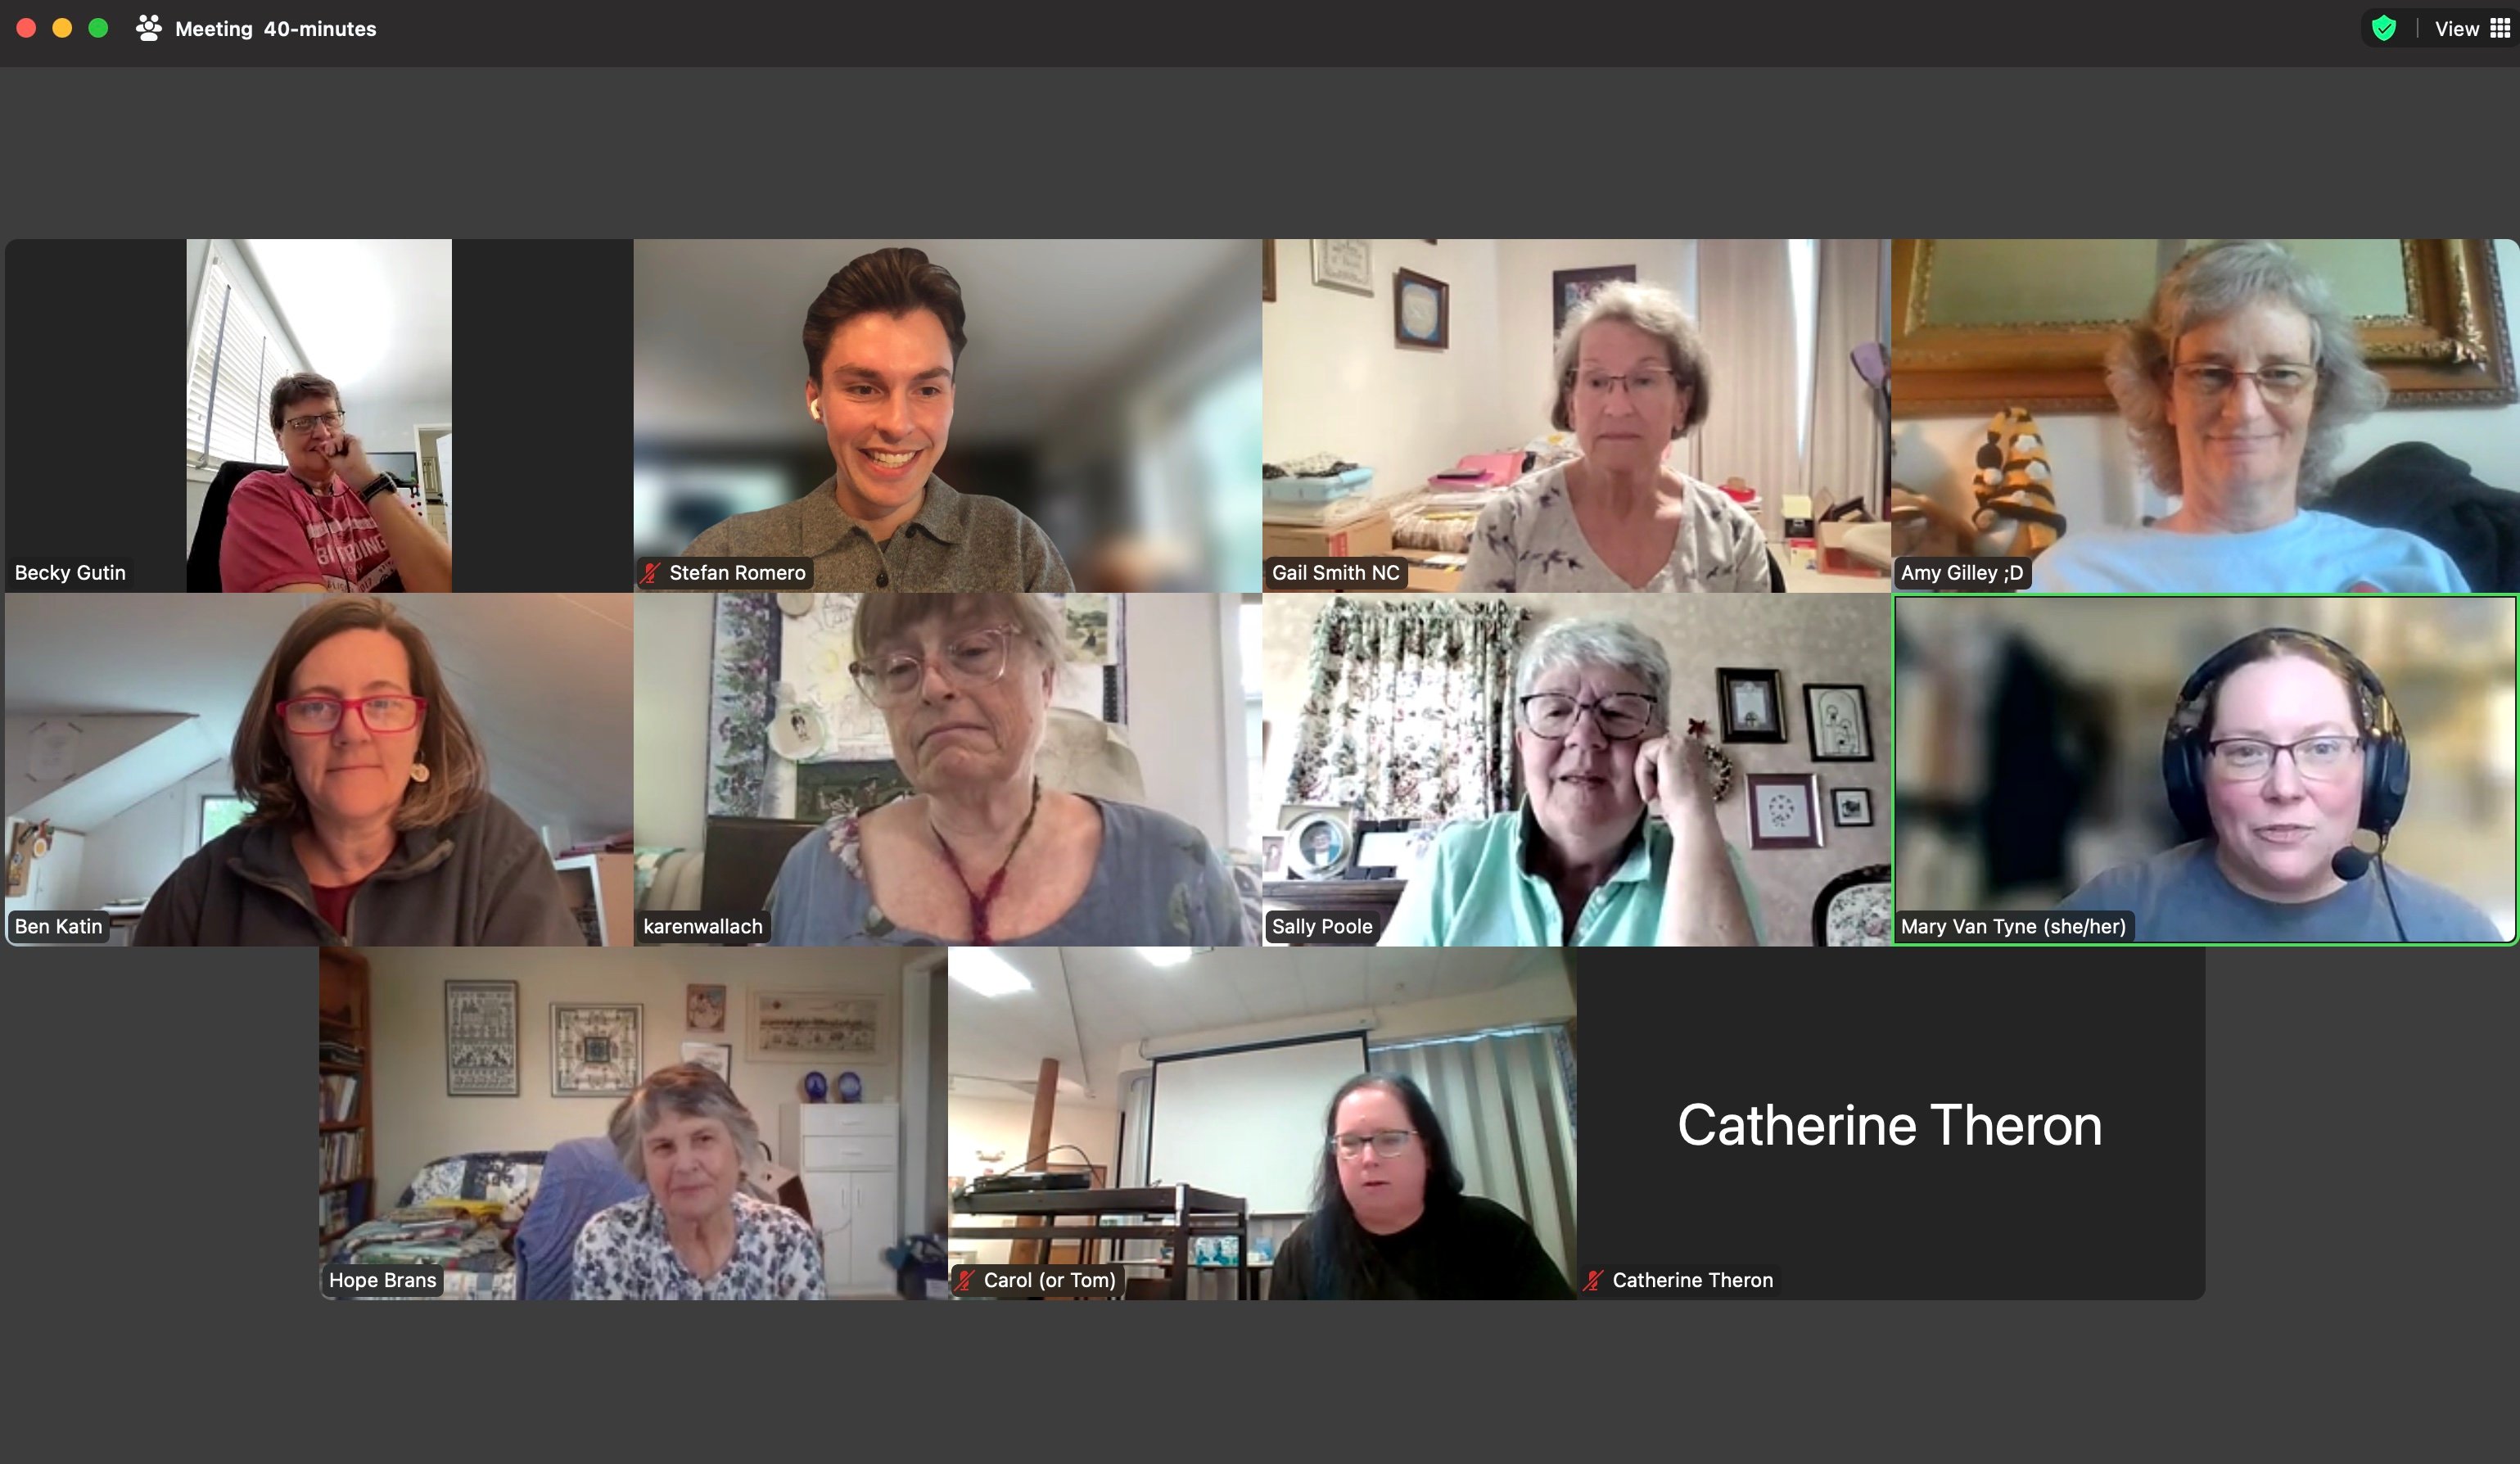 Meeting 40-minutes
View
Becky Gutin
Stefan Romero
Gail Smith NC
Amy Gilley ;D
Ben Katin
karenwallach
Sally Poole
Mary Van Tyne (she/her)
Hope Brans
Carol (or Tom)
Catherine Theron
Catherine Theron